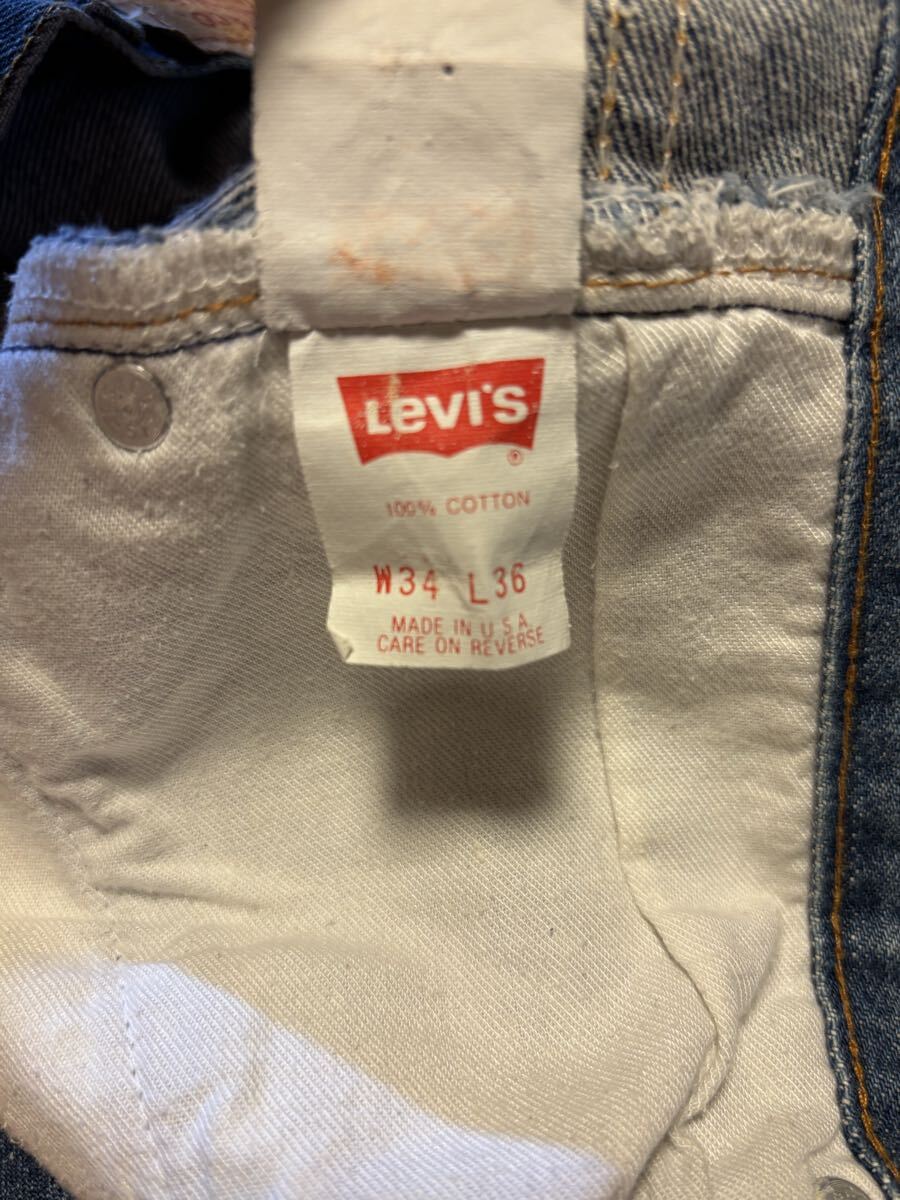 Levi's
®
100% COTTON
W34 L36
MADE IN U.S.A.
CARE ON REVERSE